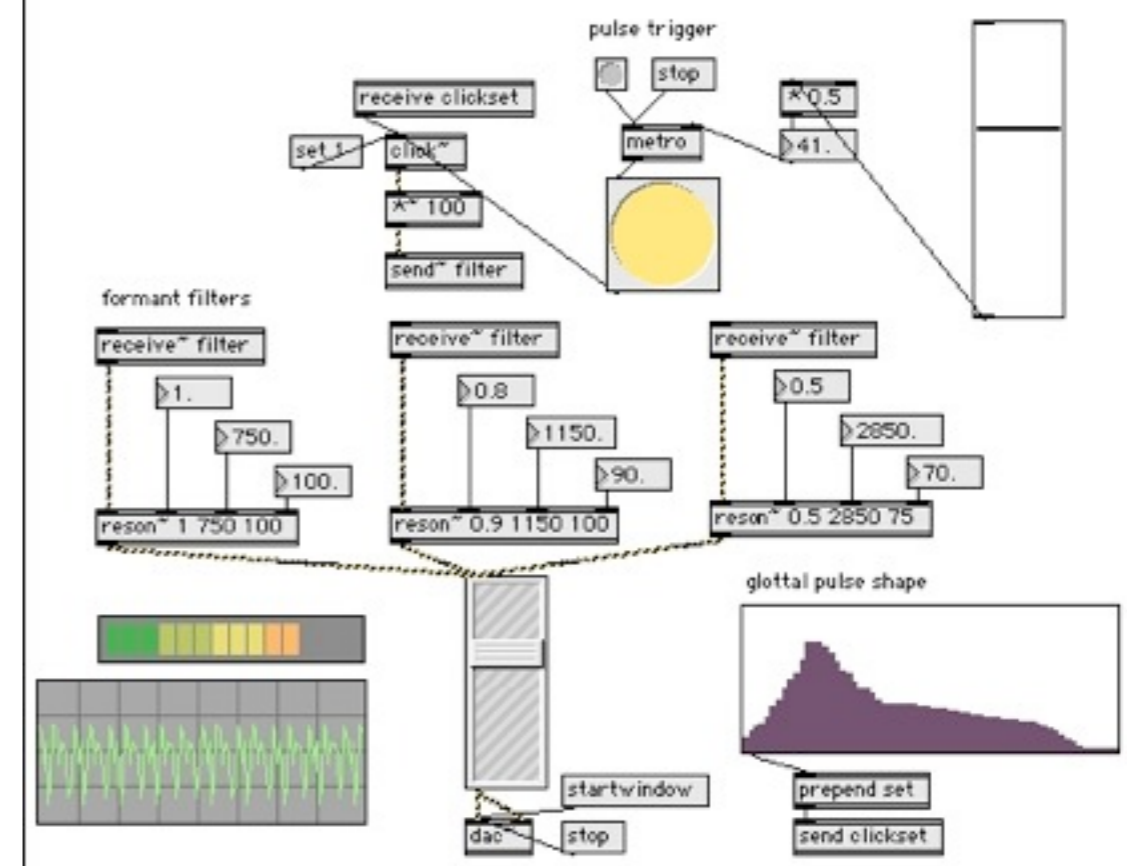 pulse trigger
stop
receive clickset
* 0.5
set 1
click~
metro
41.
*~ 100
send~ filter
formant filters
receive~ filter
receive~ filter
receive~ filter
1.
0.8
0.5
750.
1150.
2850.
100.
90.
70.
reson~ 1 750 100
reson~ 0.9 1150 100
reson~ 0.5 2850 75
glottal pulse shape
startwindow
prepend set
dac~
stop
send clickset